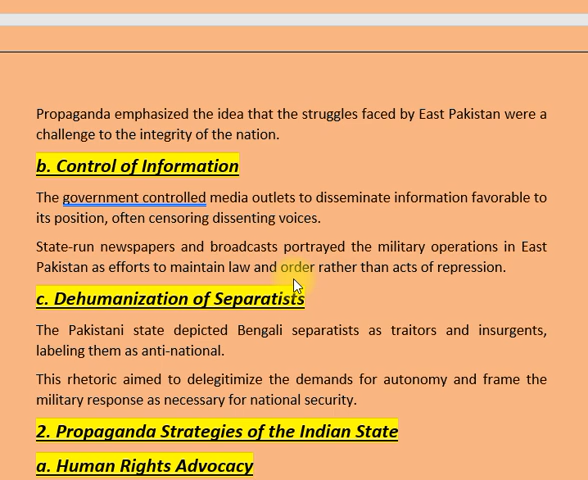 Propaganda emphasized the idea that the struggles faced by East Pakistan were a
challenge to the integrity of the nation.
b. Control of Information
The government controlled media outlets to disseminate information favorable to
its position, often censoring dissenting voices.
State-run newspapers and broadcasts portrayed the military operations in East
Pakistan as efforts to maintain law and order rather than acts of repression.
c. Dehumanization of Separatists
The Pakistani state depicted Bengali separatists as traitors and insurgents,
labeling them as anti-national.
This rhetoric aimed to delegitimize the demands for autonomy and frame the
military response as necessary for national security.
2. Propaganda Strategies of the Indian State
a. Human Rights Advocacy